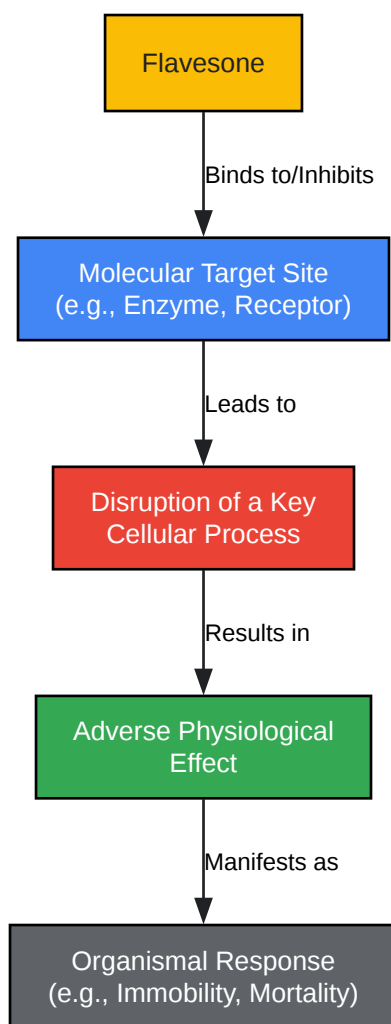 Flavesone
Binds to/Inhibits
Molecular Target Site
(e.g., Enzyme, Receptor)
Leads to
Disruption of a Key
Cellular Process
Results in
Adverse Physiological
Effect
Manifests as
Organismal Response
(e.g., Immobility, Mortality)